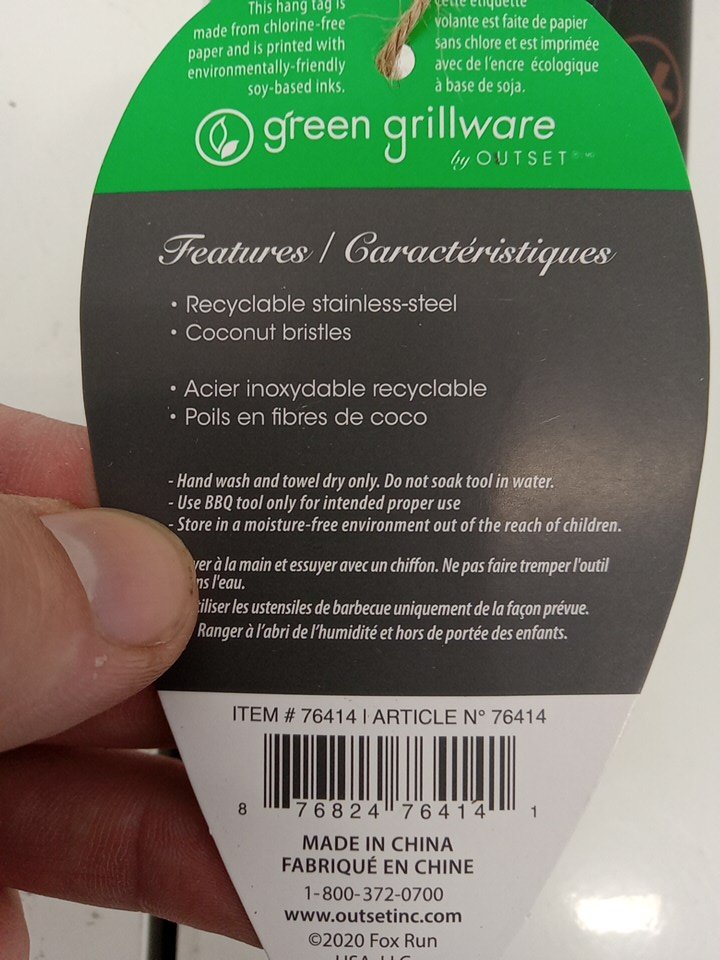 This hang tag is
made from chlorine-free
paper and is printed with
environmentally-friendly
soy-based inks.
cette étiquette
volante est faite de papier
sans chlore et est imprimée
avec de l'encre écologique
à base de soja.
green grillware
by OUTSET
Features / Caractéristiques
• Recyclable stainless-steel
• Coconut bristles
• Acier inoxydable recyclable
• Poils en fibres de coco
- Hand wash and towel dry only. Do not soak tool in water.
- Use BBQ tool only for intended proper use
- Store in a moisture-free environment out of the reach of children.
à la main et essuyer avec un chiffon. Ne pas faire tremper l'outil
l'eau.
les ustensiles de barbecue uniquement de la façon prévue.
Ranger à l'abri de l'humidité et hors de portée des enfants.
ITEM # 76414 | ARTICLE N° 76414
8 76824 76414 1
MADE IN CHINA
FABRIQUÉ EN CHINE
1-800-372-0700
www.outsetinc.com
©2020 Fox Run
USA, LLC